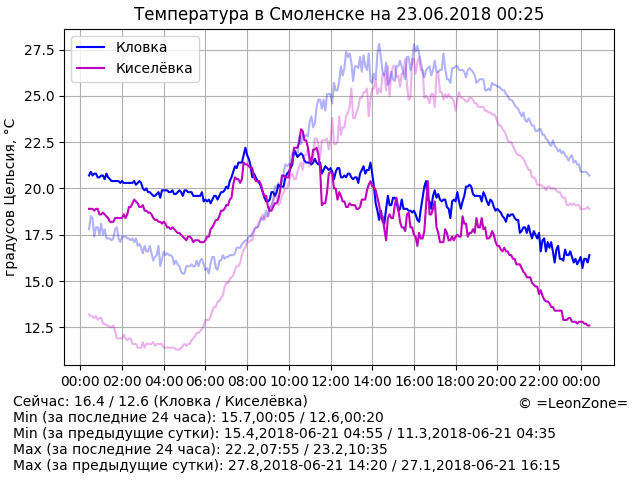 Температура в Смоленске на 23.06.2018 00:25
Кловка
Киселёвка
градусов Цельсия, °C
27.5
25.0
22.5
20.0
17.5
15.0
12.5
00:00 02:00 04:00 06:00 08:00 10:00 12:00 14:00 16:00 18:00 20:00 22:00 00:00
Сейчас: 16.4 / 12.6 (Кловка / Киселёвка)
© =LeonZone=
Min (за последние 24 часа): 15.7,00:05 / 12.6,00:20
Min (за предыдущие сутки): 15.4,2018-06-21 04:55 / 11.3,2018-06-21 04:35
Max (за последние 24 часа): 22.2,07:55 / 23.2,10:35
Max (за предыдущие сутки): 27.8,2018-06-21 14:20 / 27.1,2018-06-21 16:15